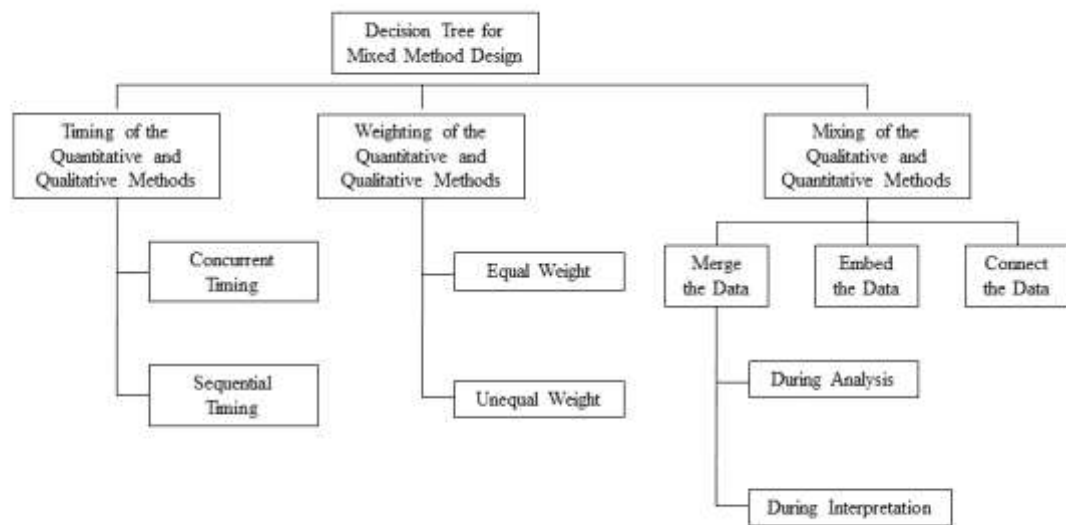 Decision Tree for
Mixed Method Design
Timing of the
Quantitative and
Qualitative Methods
Weighting of the
Quantitative and
Qualitative Methods
Mixing of the
Qualitative and
Quantitative Methods
Concurrent
Timing
Sequential
Timing
Equal Weight
Unequal Weight
Merge
the Data
Embed
the Data
Connect
the Data
During Analysis
During Interpretation